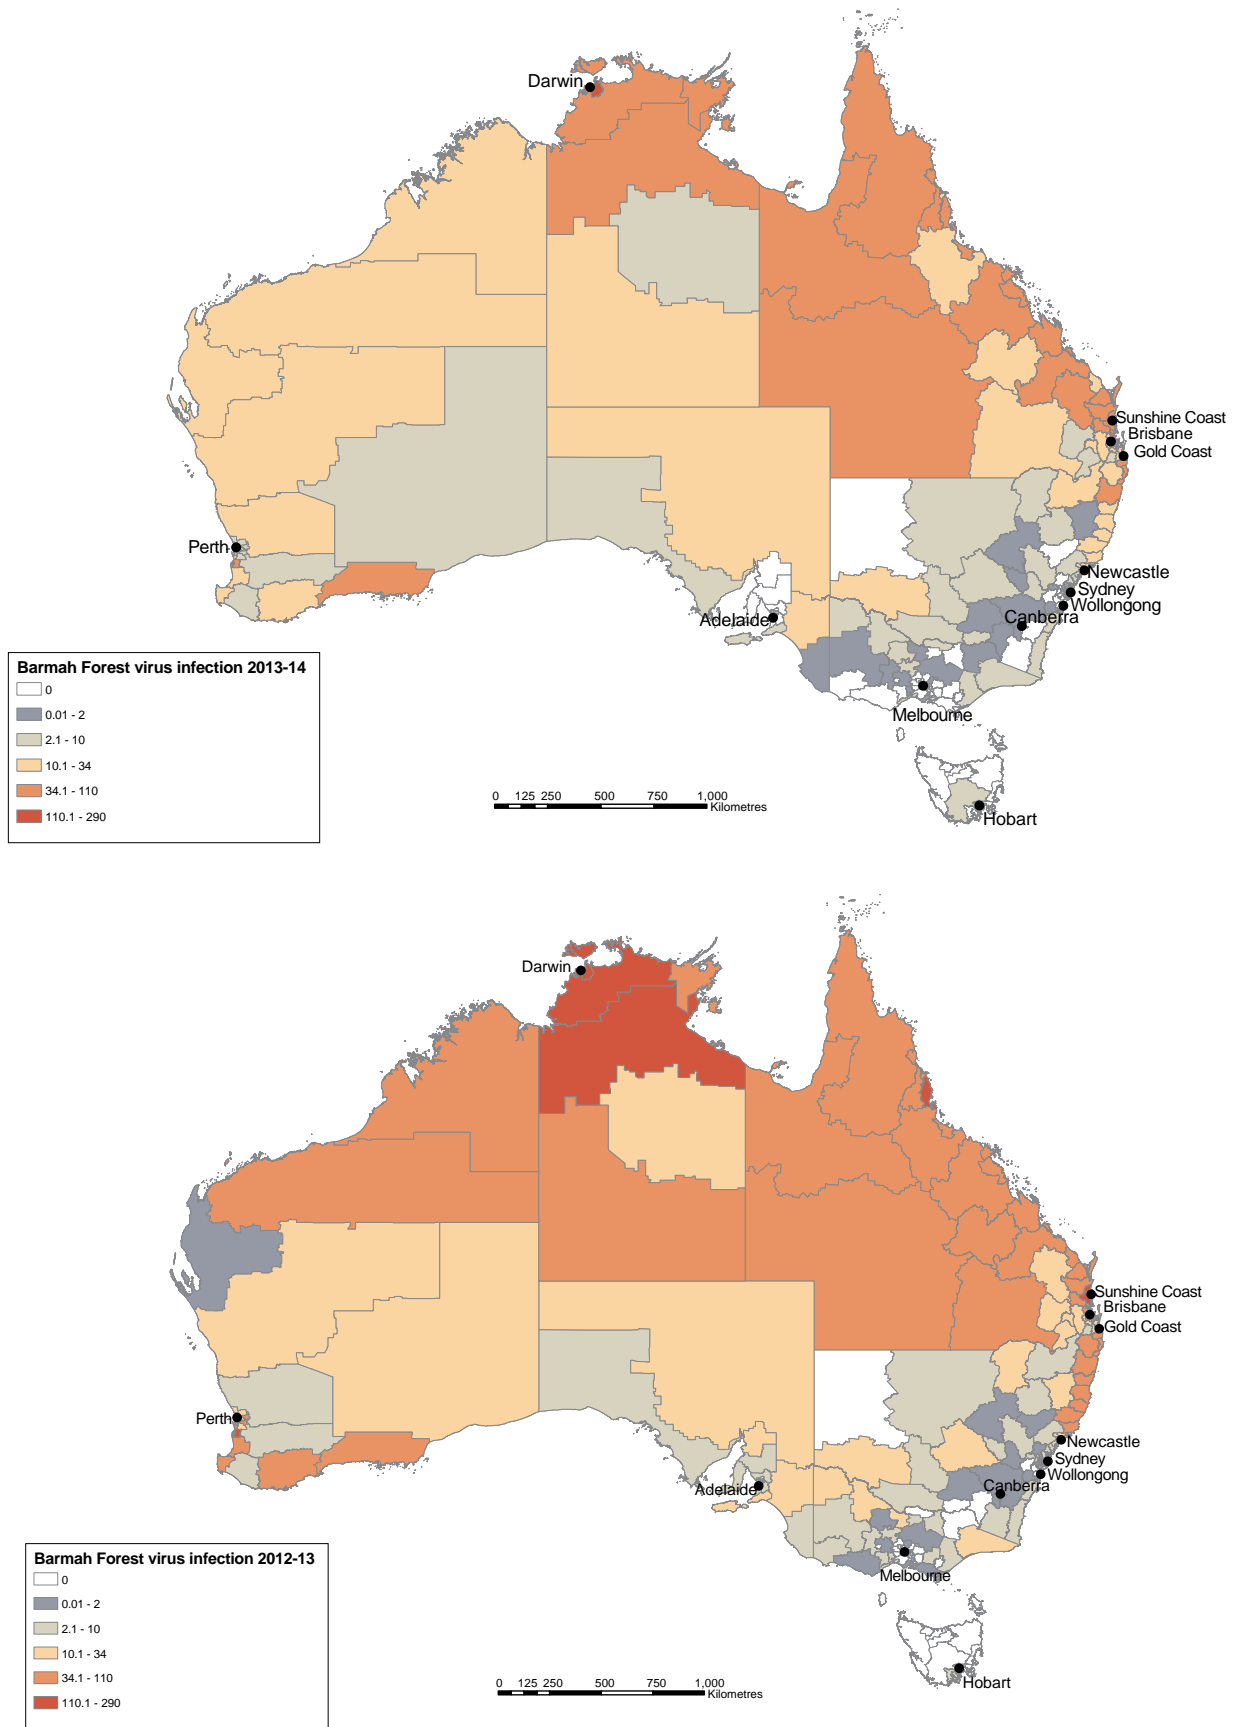 Darwin
Sunshine Coast
Brisbane
Gold Coast
Perth
Newcastle
Sydney
Wollongong
Adelaide
Canberra
Melbourne
Hobart
Barmah Forest virus infection 2013-14
0
0.01 - 2
2.1 - 10
10.1 - 34
34.1 - 110
110.1 - 290
0 125 250 500 750 1,000
Kilometres
Darwin
Sunshine Coast
Brisbane
Gold Coast
Perth
Newcastle
Sydney
Wollongong
Adelaide
Canberra
Melbourne
Hobart
Barmah Forest virus infection 2012-13
0
0.01 - 2
2.1 - 10
10.1 - 34
34.1 - 110
110.1 - 290
0 125 250 500 750 1,000
Kilometres